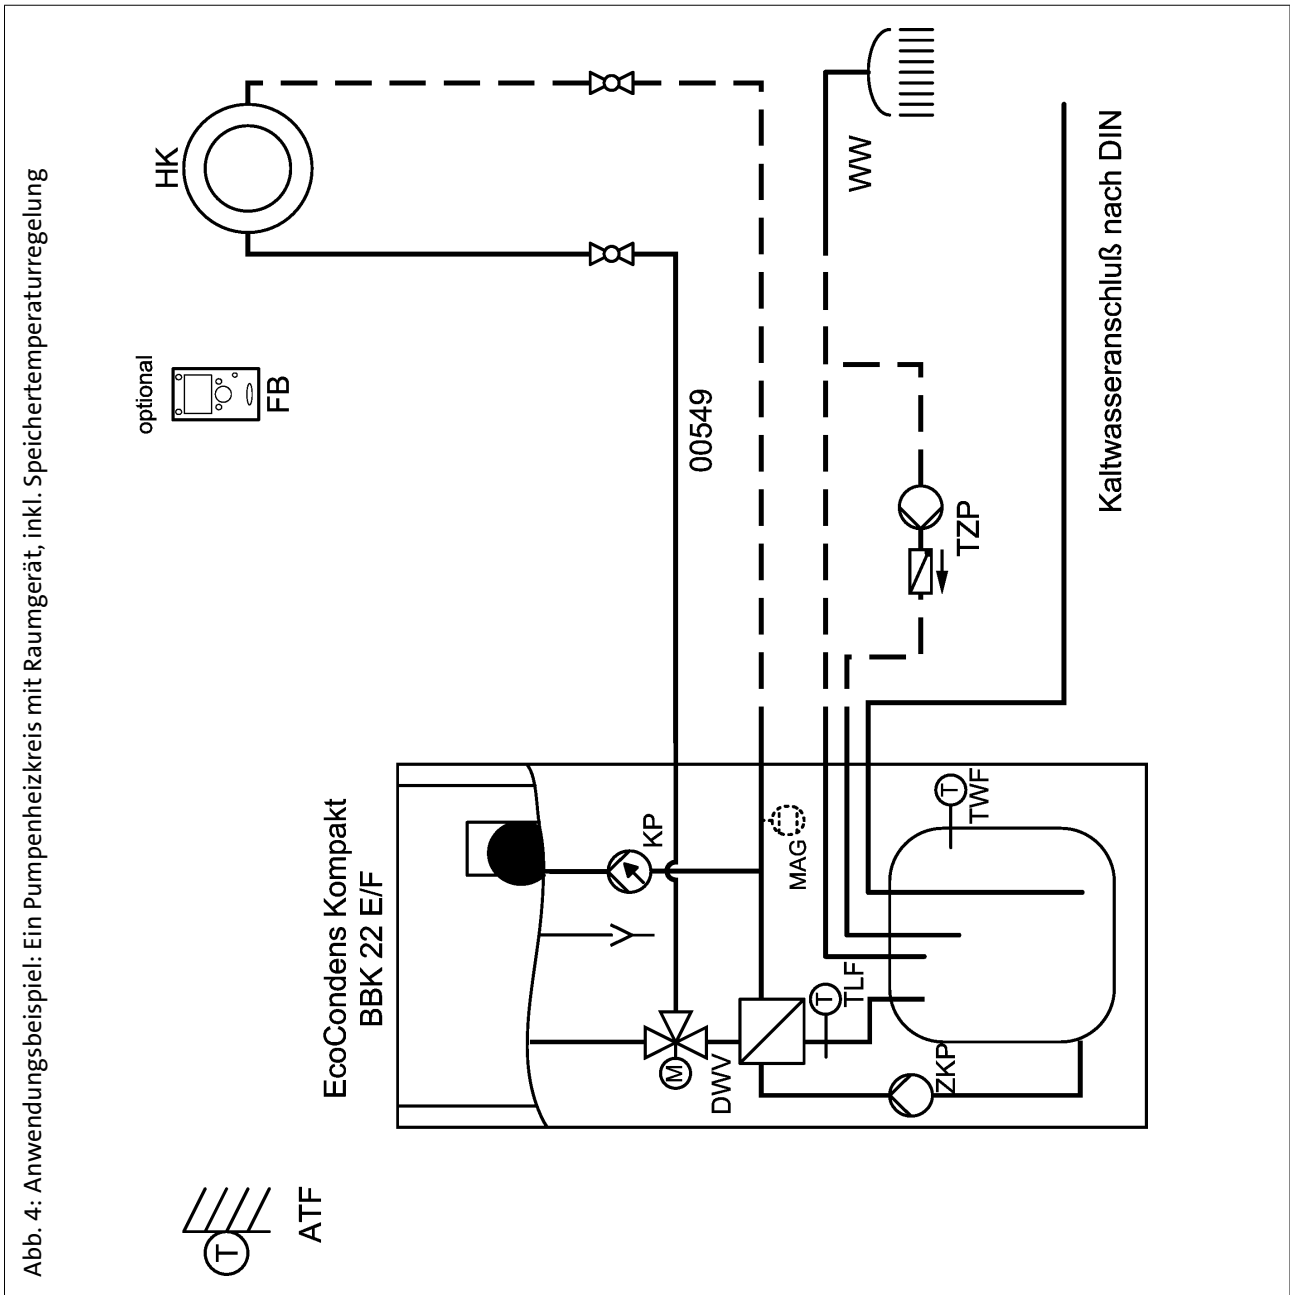 Abb. 4: Anwendungsbeispiel: Ein Pumpenheizkreis mit Raumgerät, inkl. Speichertemperaturregelung
optional
FB
HK
ATF
T
EcoCondens Kompakt
BBK 22 E/F
KP
00549
M
DWV
MAG
T
TLF
ZKP
T
TWF
TZP
WW
Kaltwasseranschluß nach DIN